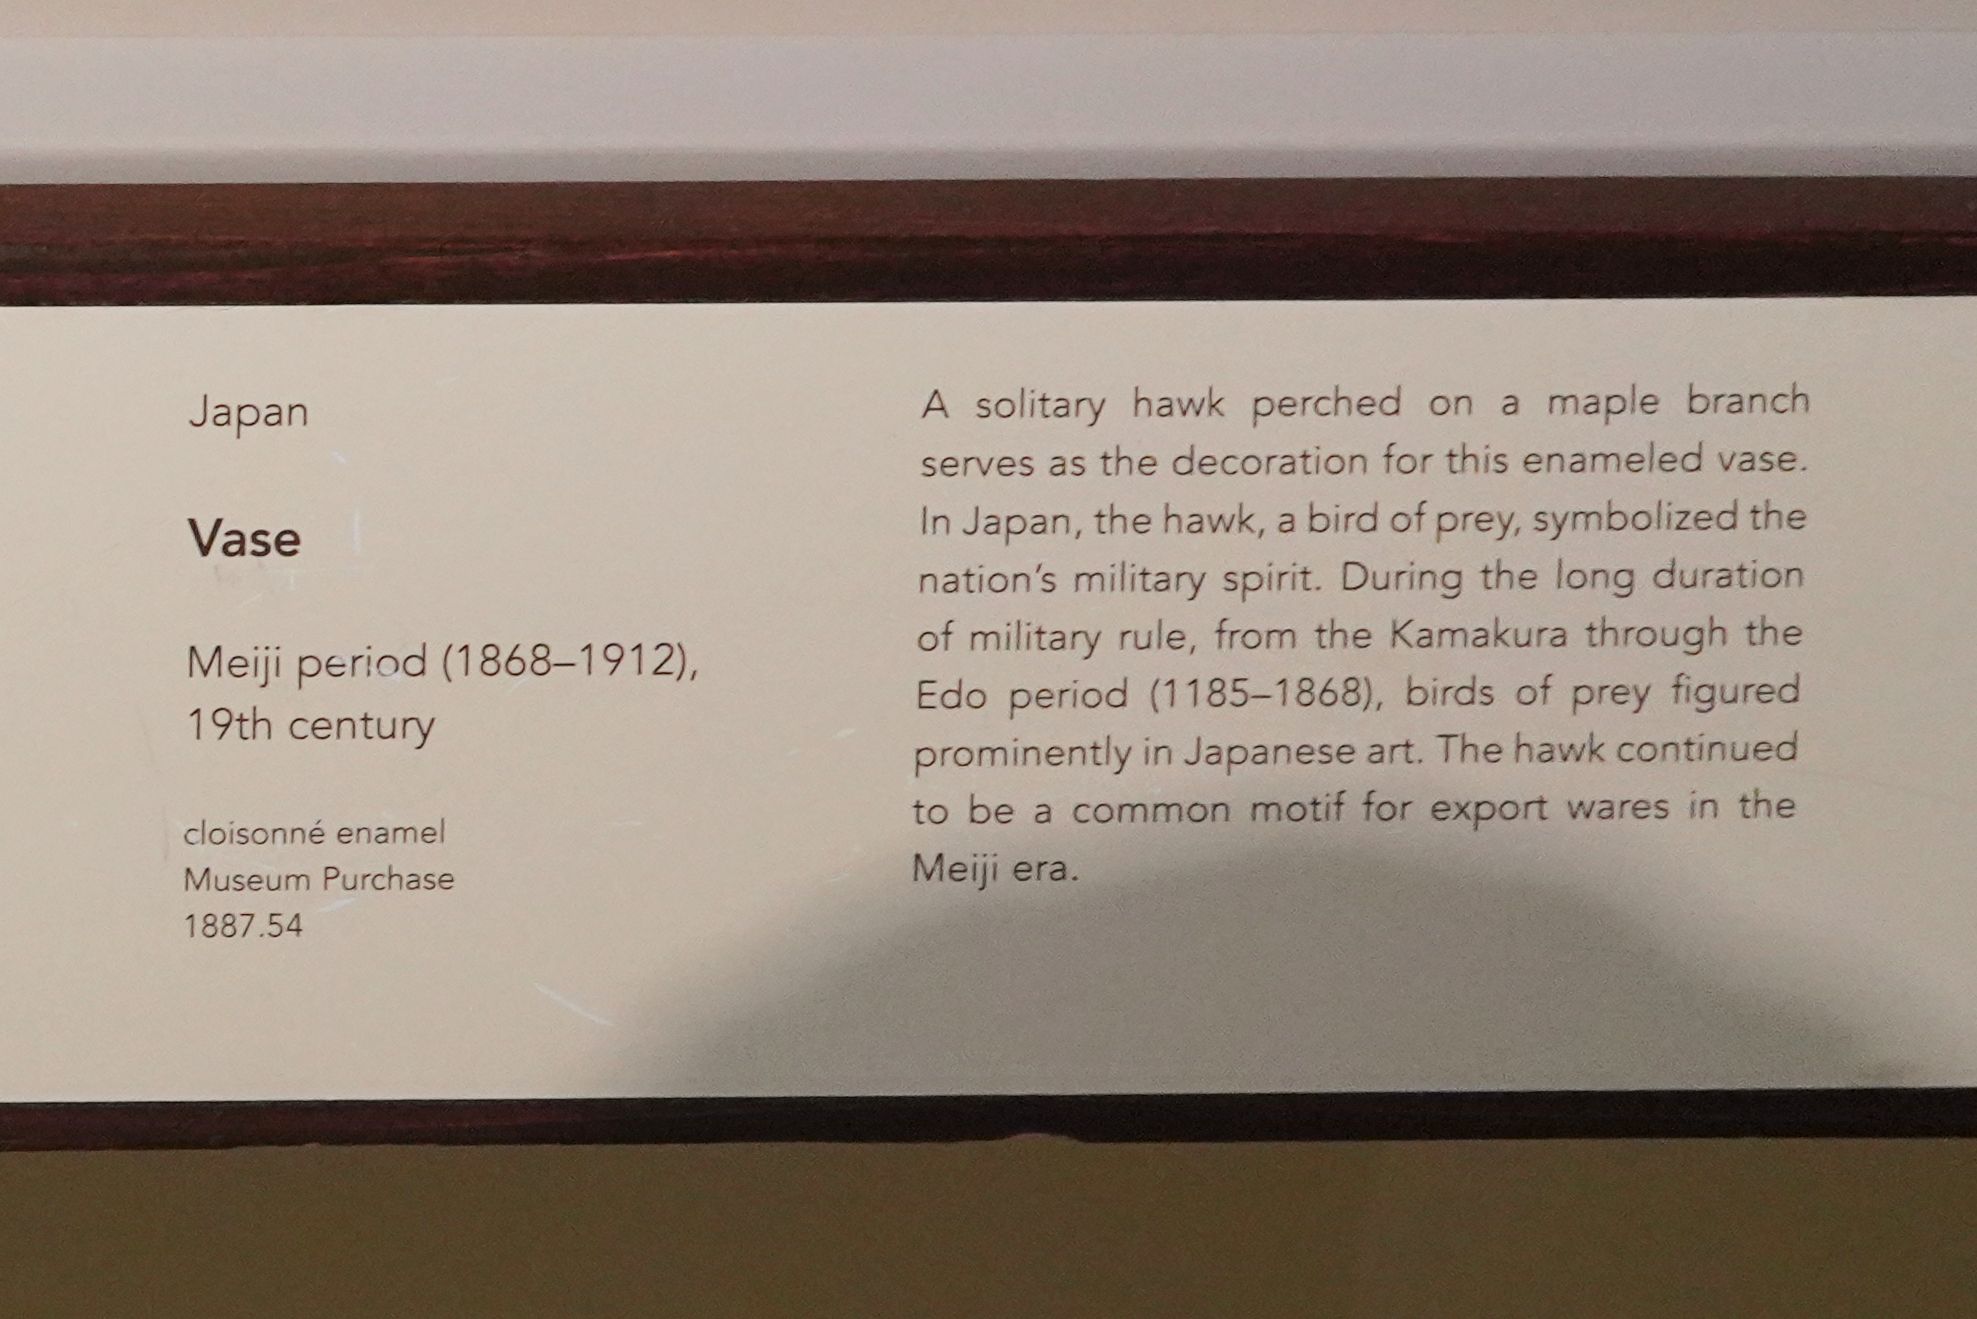 Japan
Vase
Meiji period (1868–1912),
19th century
cloisonné enamel
Museum Purchase
1887.54
A solitary hawk perched on a maple branch
serves as the decoration for this enameled vase.
In Japan, the hawk, a bird of prey, symbolized the
nation’s military spirit. During the long duration
of military rule, from the Kamakura through the
Edo period (1185–1868), birds of prey figured
prominently in Japanese art. The hawk continued
to be a common motif for export wares in the
Meiji era.